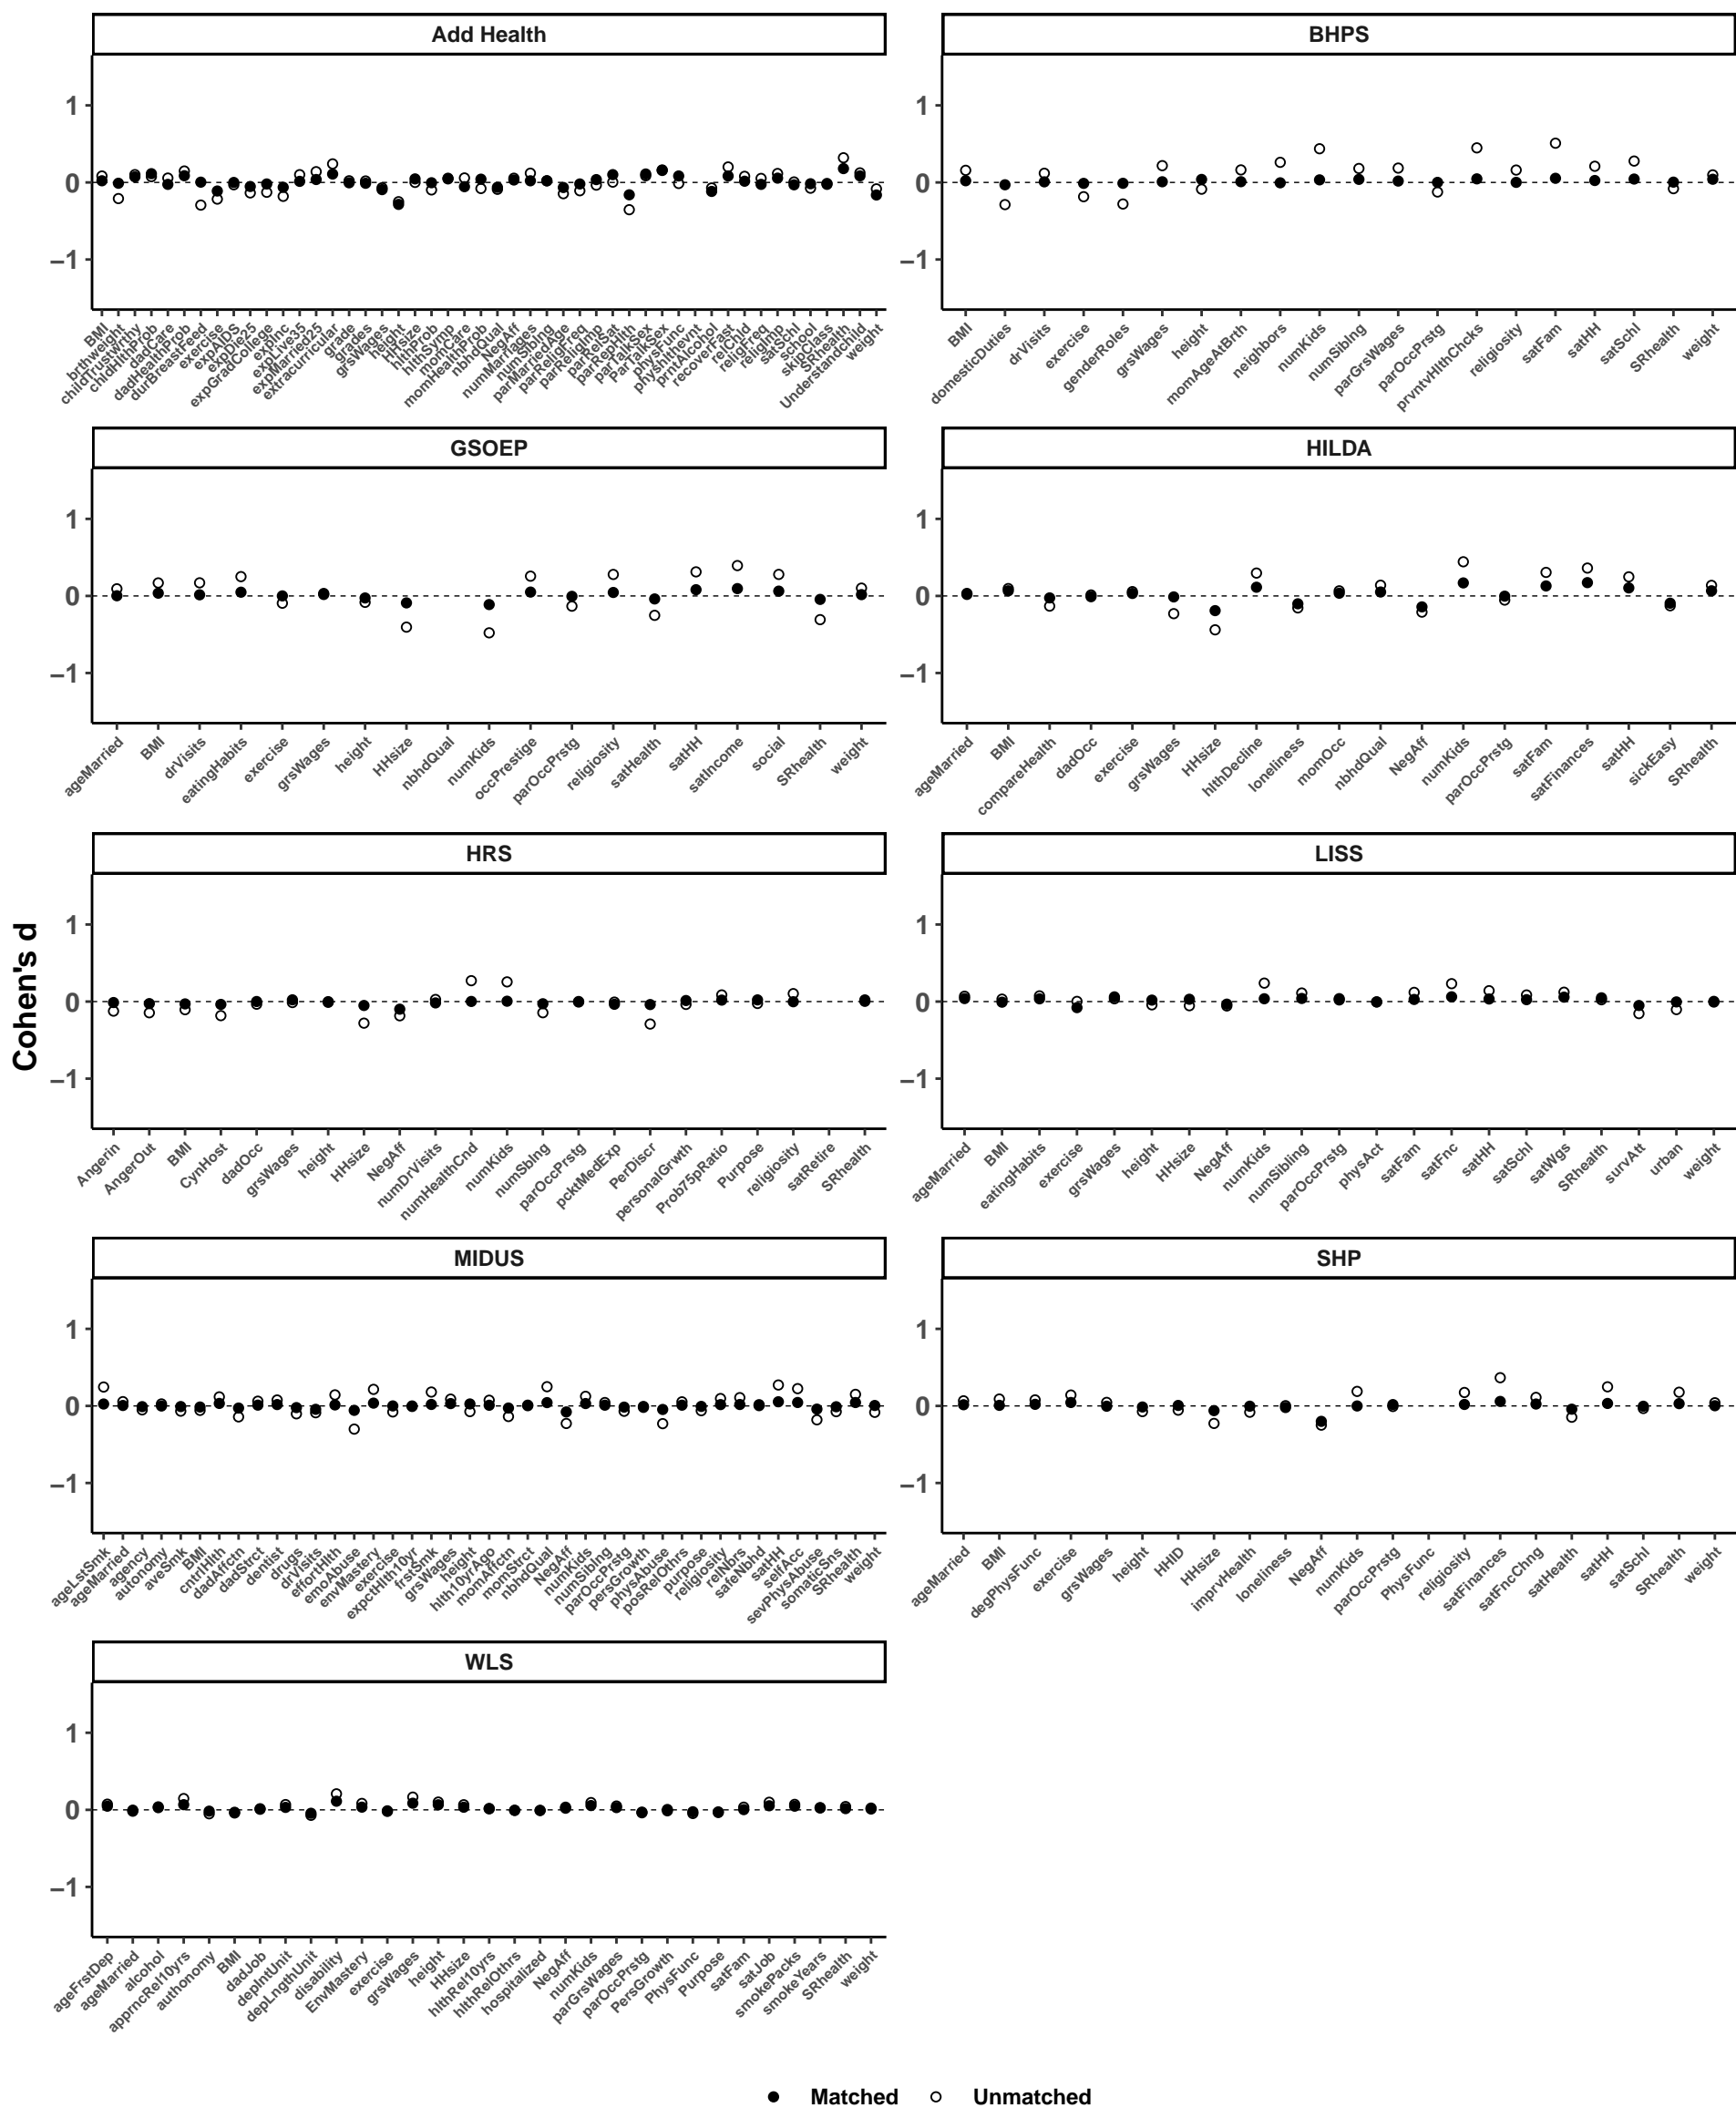 Add Health
BHPS
1
0
−1
1
0
−1
BMI
brthweight
childTrustwrthy
chldHlthProb
dadCare
dadHealthProb
durBreastFeed
exercise
expAIDS
expDie25
expGradCollege
expInc
expLive35
expMarried25
extracurricular
grade
grades
grsWages
height
HHsize
hlthProb
hlthSymp
momCare
momHealthProb
nbhdQual
NegAff
numMarriages
numSibling
parMarriedAge
parReligFreq
parReligImp
parRelSat
parRepHlth
parTalkSex
ParTalkSex
physFunc
physIntIevnt
prntAlcohol
recoverFast
relChld
religFreq
religImp
satSchl
school
skipClass
SRhealth
Understandchild
weight
BMI
domesticDuties
drVisits
exercise
genderRoles
grsWages
height
momAgeAtBrth
neighbors
numKids
numSiblng
parGrsWages
parOccPrstg
prvntvHlthChcks
religiosity
satFam
satHH
satSchl
SRhealth
weight
GSOEP
HILDA
1
0
−1
1
0
−1
ageMarried
BMI
drVisits
eatingHabits
exercise
grsWages
height
HHsize
nbhdQual
numKids
occPrestige
parOccPrstg
religiosity
satHealth
satHH
satIncome
social
SRhealth
weight
ageMarried
BMI
compareHealth
dadOcc
exercise
grsWages
HHsize
hlthDecline
loneliness
momOcc
nbhdQual
NegAff
numKids
parOccPrstg
satFam
satFinances
satHH
sickEasy
SRhealth
HRS
LISS
Cohen's d
1
0
−1
1
0
−1
Angerin
AngerOut
BMI
CynHost
dadOcc
grsWages
height
HHsize
NegAff
numDrVisits
numHealthCnd
numKids
numSblng
parOccPrstg
pcktMedExp
PerDiscr
personalGrwth
Prob75pRatio
Purpose
religiosity
satRetire
SRhealth
ageMarried
BMI
eatingHabits
exercise
grsWages
height
HHsize
NegAff
numKids
numSibling
parOccPrstg
physAct
satFam
satFnc
satHH
satSchl
satWgs
SRhealth
survAtt
urban
weight
MIDUS
SHP
1
0
−1
1
0
−1
ageLstSmk
ageMarried
agency
autonomy
aveSmk
BMI
cntrlHlth
dadAffctn
dadStrct
dentist
drugs
drVisits
effortHlth
emoAbuse
envMastery
exercise
expctHlth10yr
frstSmk
grsWages
height
hlth10yrAgo
momAffctn
momStrct
nbhdQual
NegAff
numKids
numSibng
parOccPrstg
persGrowth
physAbuse
posRelOthrs
purpose
religiosity
relNbrs
safeNbhd
satHH
selfAcc
sevPhysAbuse
somaticSns
SRhealth
weight
ageMarried
BMI
degPhysFunc
exercise
grsWages
height
HHID
HHsize
imprvHealth
loneliness
NegAff
numKids
parOccPrstg
PhysFunc
religiosity
satFinances
satFncChng
satHealth
satHH
satSchl
SRhealth
weight
WLS
1
0
−1
ageFrstDep
ageMarried
alcohol
apprncRel10yrs
authonomy
BMI
dadJob
depIntUnit
depLngthUnit
disability
EnvMastery
exercise
grsWages
height
HHsize
hlthRel10yrs
hlthRelOthrs
hospitalized
NegAff
numKids
parGrsWages
parOccPrstg
PersGrowth
PhysFunc
Purpose
satFam
satJob
smokePacks
smokeYears
SRhealth
weight
Matched
Unmatched